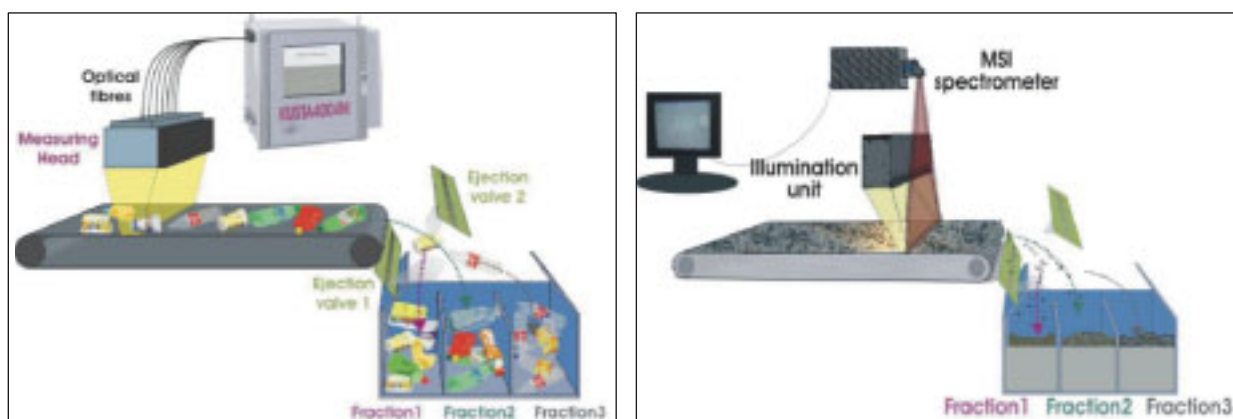 Optical
fibres
Measuring
Head
Ejection
valve 2
Ejection
valve 1
Fraction1 Fraction2 Fraction3
MSI
spectrometer
Illumination
unit
Fraction1 Fraction2 Fraction3